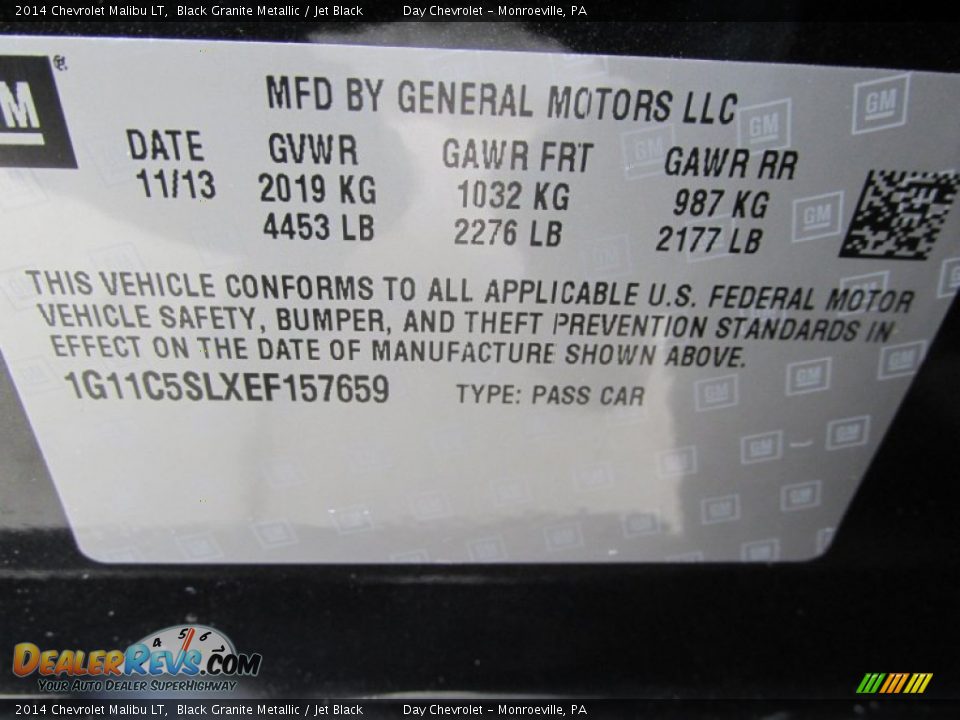 2014 Chevrolet Malibu LT, Black Granite Metallic / Jet Black Day Chevrolet - Monroeville, PA
GM®
MFD BY GENERAL MOTORS LLC
DATE GVWR GAWR FRT GAWR RR
11/13 2019 KG 1032 KG 987 KG
4453 LB 2276 LB 2177 LB
THIS VEHICLE CONFORMS TO ALL APPLICABLE U.S. FEDERAL MOTOR
VEHICLE SAFETY, BUMPER, AND THEFT PREVENTION STANDARDS IN
EFFECT ON THE DATE OF MANUFACTURE SHOWN ABOVE.
1G11C5SLXEF157659 TYPE: PASS CAR
4 5 6
DEALERREVS.COM
YOUR AUTO DEALER SUPERHIGHWAY
2014 Chevrolet Malibu LT, Black Granite Metallic / Jet Black Day Chevrolet - Monroeville, PA